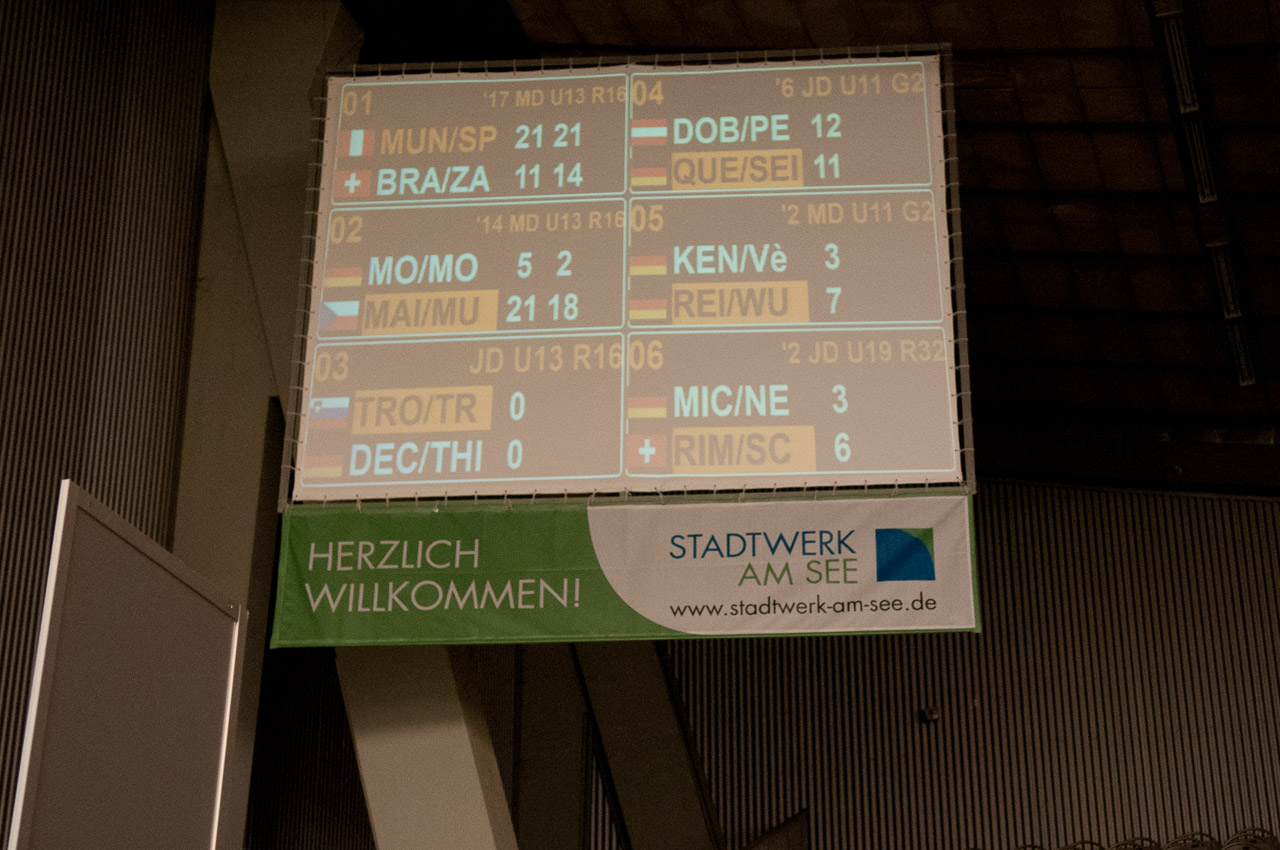 01 '17 MD U13 R16
MUN/SP 21 21
BRA/ZA 11 14
02 '14 MD U13 R16
MO/MO 5 2
MAI/MU 21 18
03 JD U13 R16
TRO/TR 0
DEC/THI 0
04 '6 JD U11 G2
DOB/PE 12
QUE/SEI 11
05 '2 MD U11 G2
KEN/Vè 3
REI/WU 7
06 '2 JD U19 R32
MIC/NE 3
RIM/SC 6
HERZLICH
WILLKOMMEN!
STADTWERK
AM SEE
www.stadtwerk-am-see.de